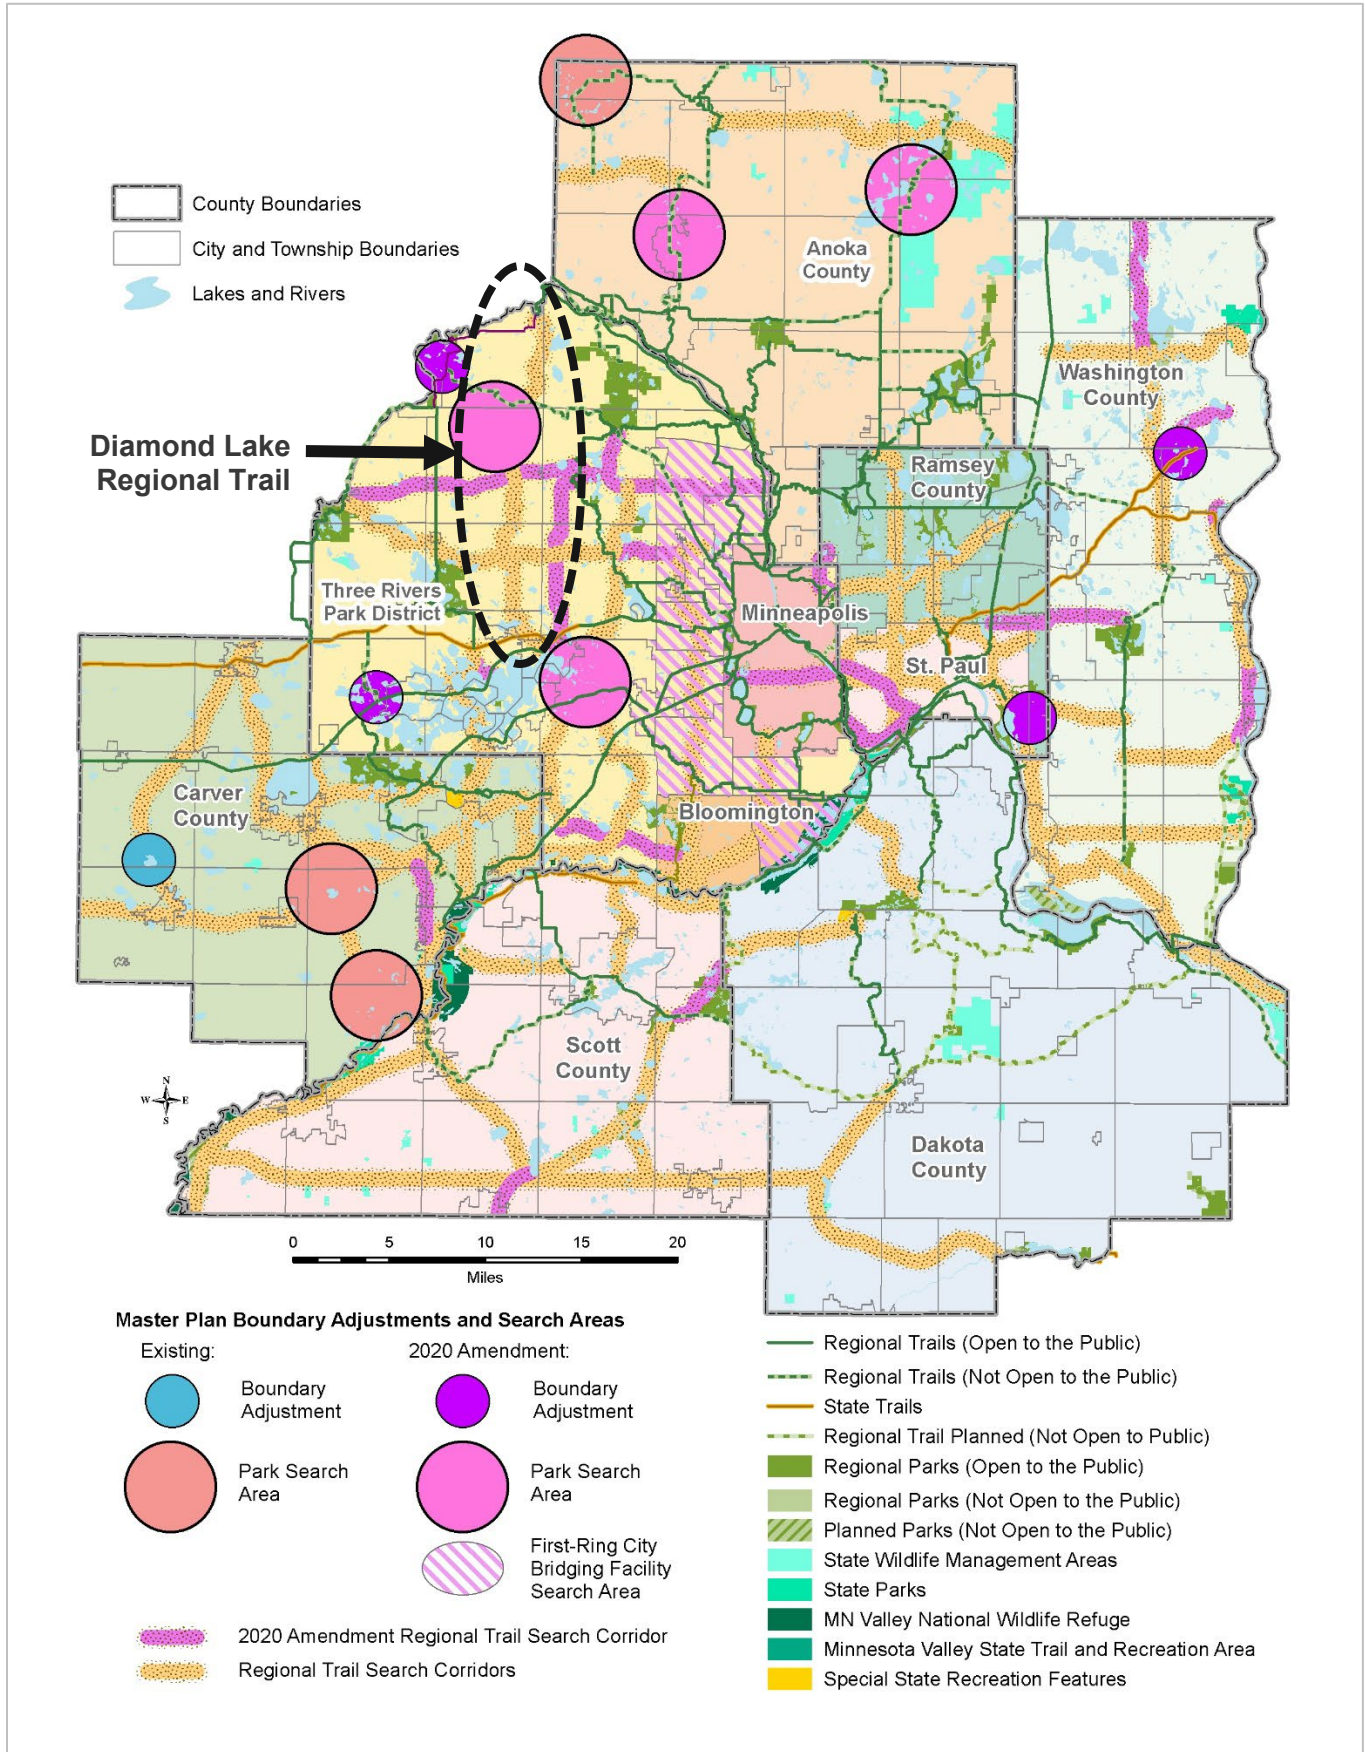 County Boundaries
City and Township Boundaries
Lakes and Rivers
Anoka
County
Washington
County
Diamond Lake
Regional Trail
Ramsey
County
Three Rivers
Park District
Minneapolis
St. Paul
Carver
County
Bloomington
Scott
County
N
W E
S
Dakota
County
0 5 10 15 20
Miles
Master Plan Boundary Adjustments and Search Areas
Existing:
Boundary
Adjustment
Park Search
Area
2020 Amendment:
Boundary
Adjustment
Park Search
Area
First-Ring City
Bridging Facility
Search Area
2020 Amendment Regional Trail Search Corridor
Regional Trail Search Corridors
Regional Trails (Open to the Public)
Regional Trails (Not Open to the Public)
State Trails
Regional Trail Planned (Not Open to Public)
Regional Parks (Open to the Public)
Regional Parks (Not Open to the Public)
Planned Parks (Not Open to the Public)
State Wildlife Management Areas
State Parks
MN Valley National Wildlife Refuge
Minnesota Valley State Trail and Recreation Area
Special State Recreation Features